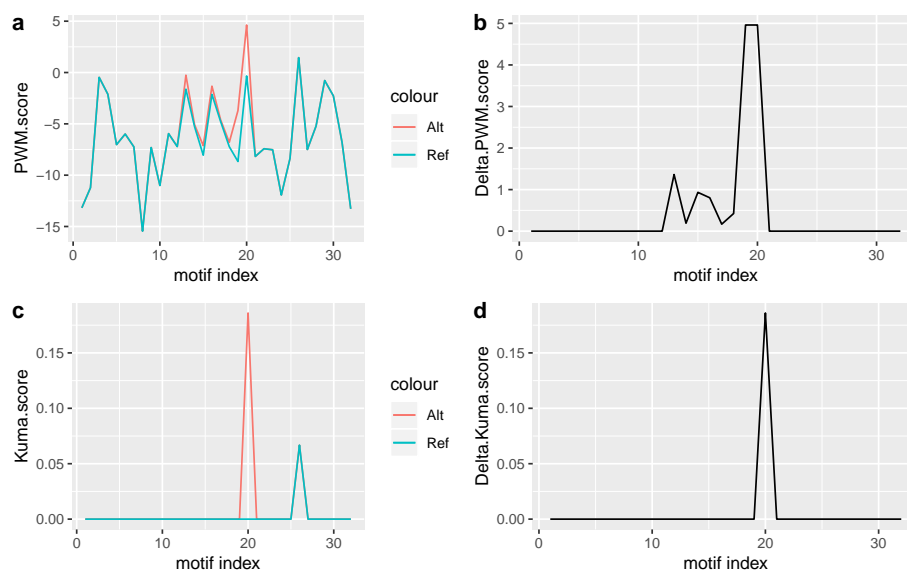 a
5
0
−5
−10
−15
PWM.score
0
10
20
30
motif index
colour
Alt
Ref
b
5
4
3
2
1
0
Delta.PWM.score
0
10
20
30
motif index
c
0.15
0.10
0.05
0.00
Kuma.score
0
10
20
30
motif index
colour
Alt
Ref
d
0.15
0.10
0.05
0.00
Delta.Kuma.score
0
10
20
30
motif index